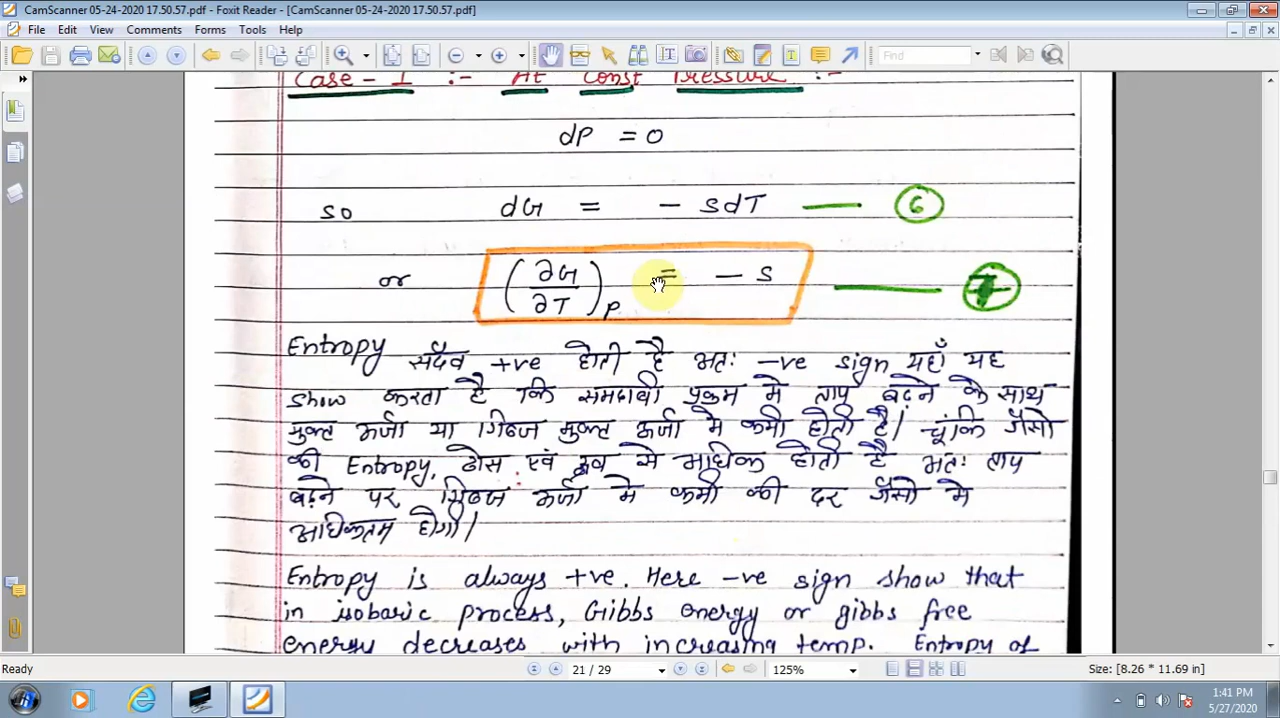 CamScanner 05-24-2020 17.50.57.pdf - Foxit Reader - [CamScanner 05-24-2020 17.50.57.pdf]
File Edit View Comments Forms Tools Help
Find
Case - I :- At Const Pressure :-
dP = 0
so dG = - SdT —— 6
or (∂G/∂T)P = - S —— 7
Entropy सदैव +ve होती है अतः -ve sign यहाँ यह
show करता है कि समदाबी प्रक्रम में ताप बढ़ने के साथ
मुक्त ऊर्जा या गिब्ज मुक्त ऊर्जा मे कमी होती है। चूंकि गैसो
की Entropy, ठोस एवं द्रव से अधिक होती है अतः ताप
बढ़ने पर गिब्ज ऊर्जा मे कमी की दर गैसो मे
अधिकतम होगी।
Entropy is always +ve. Here -ve sign show that
in isobaric process, Gibbs energy or gibbs free
energy decreases with increasing temp. Entropy of
Ready 21 / 29 125% Size: [8.26 * 11.69 in]
1:41 PM
5/27/2020